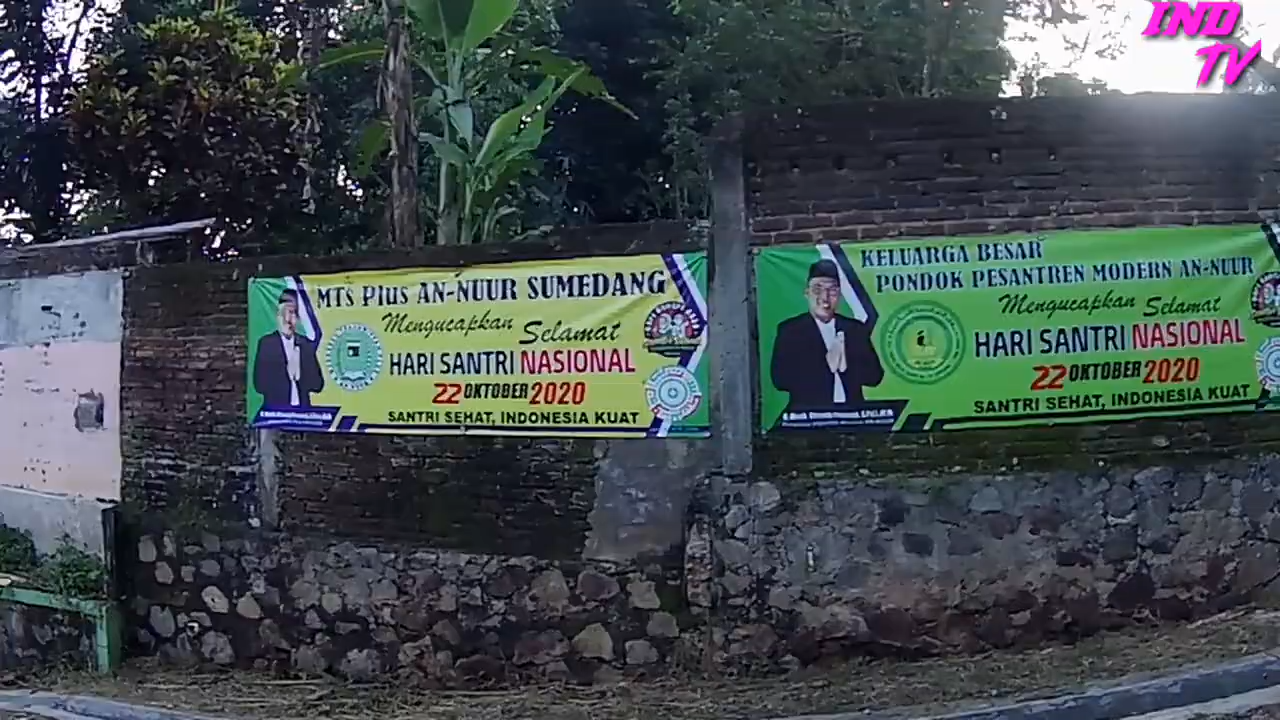 IND
TV
MTs Plus AN-NUUR SUMEDANG
Mengucapkan Selamat
HARI SANTRI NASIONAL
22 OKTOBER 2020
SANTRI SEHAT, INDONESIA KUAT
KELUARGA BESAR
PONDOK PESANTREN MODERN AN-NUUR
Mengucapkan Selamat
HARI SANTRI NASIONAL
22 OKTOBER 2020
SANTRI SEHAT, INDONESIA KUAT